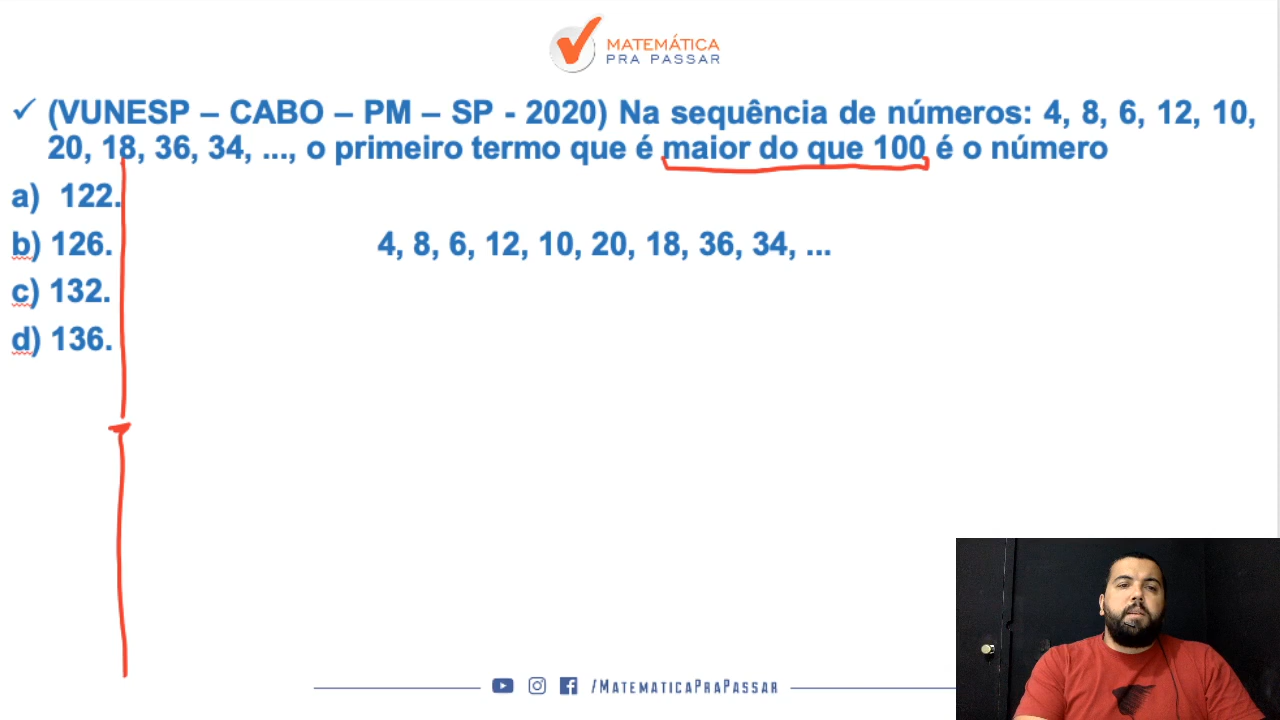 MATEMÁTICA
PRA PASSAR
✓ (VUNESP – CABO – PM – SP - 2020) Na sequência de números: 4, 8, 6, 12, 10,
20, 18, 36, 34, ..., o primeiro termo que é maior do que 100 é o número
a) 122.
b) 126.
4, 8, 6, 12, 10, 20, 18, 36, 34, ...
c) 132.
d) 136.
/MATEMATICAPRAPASSAR